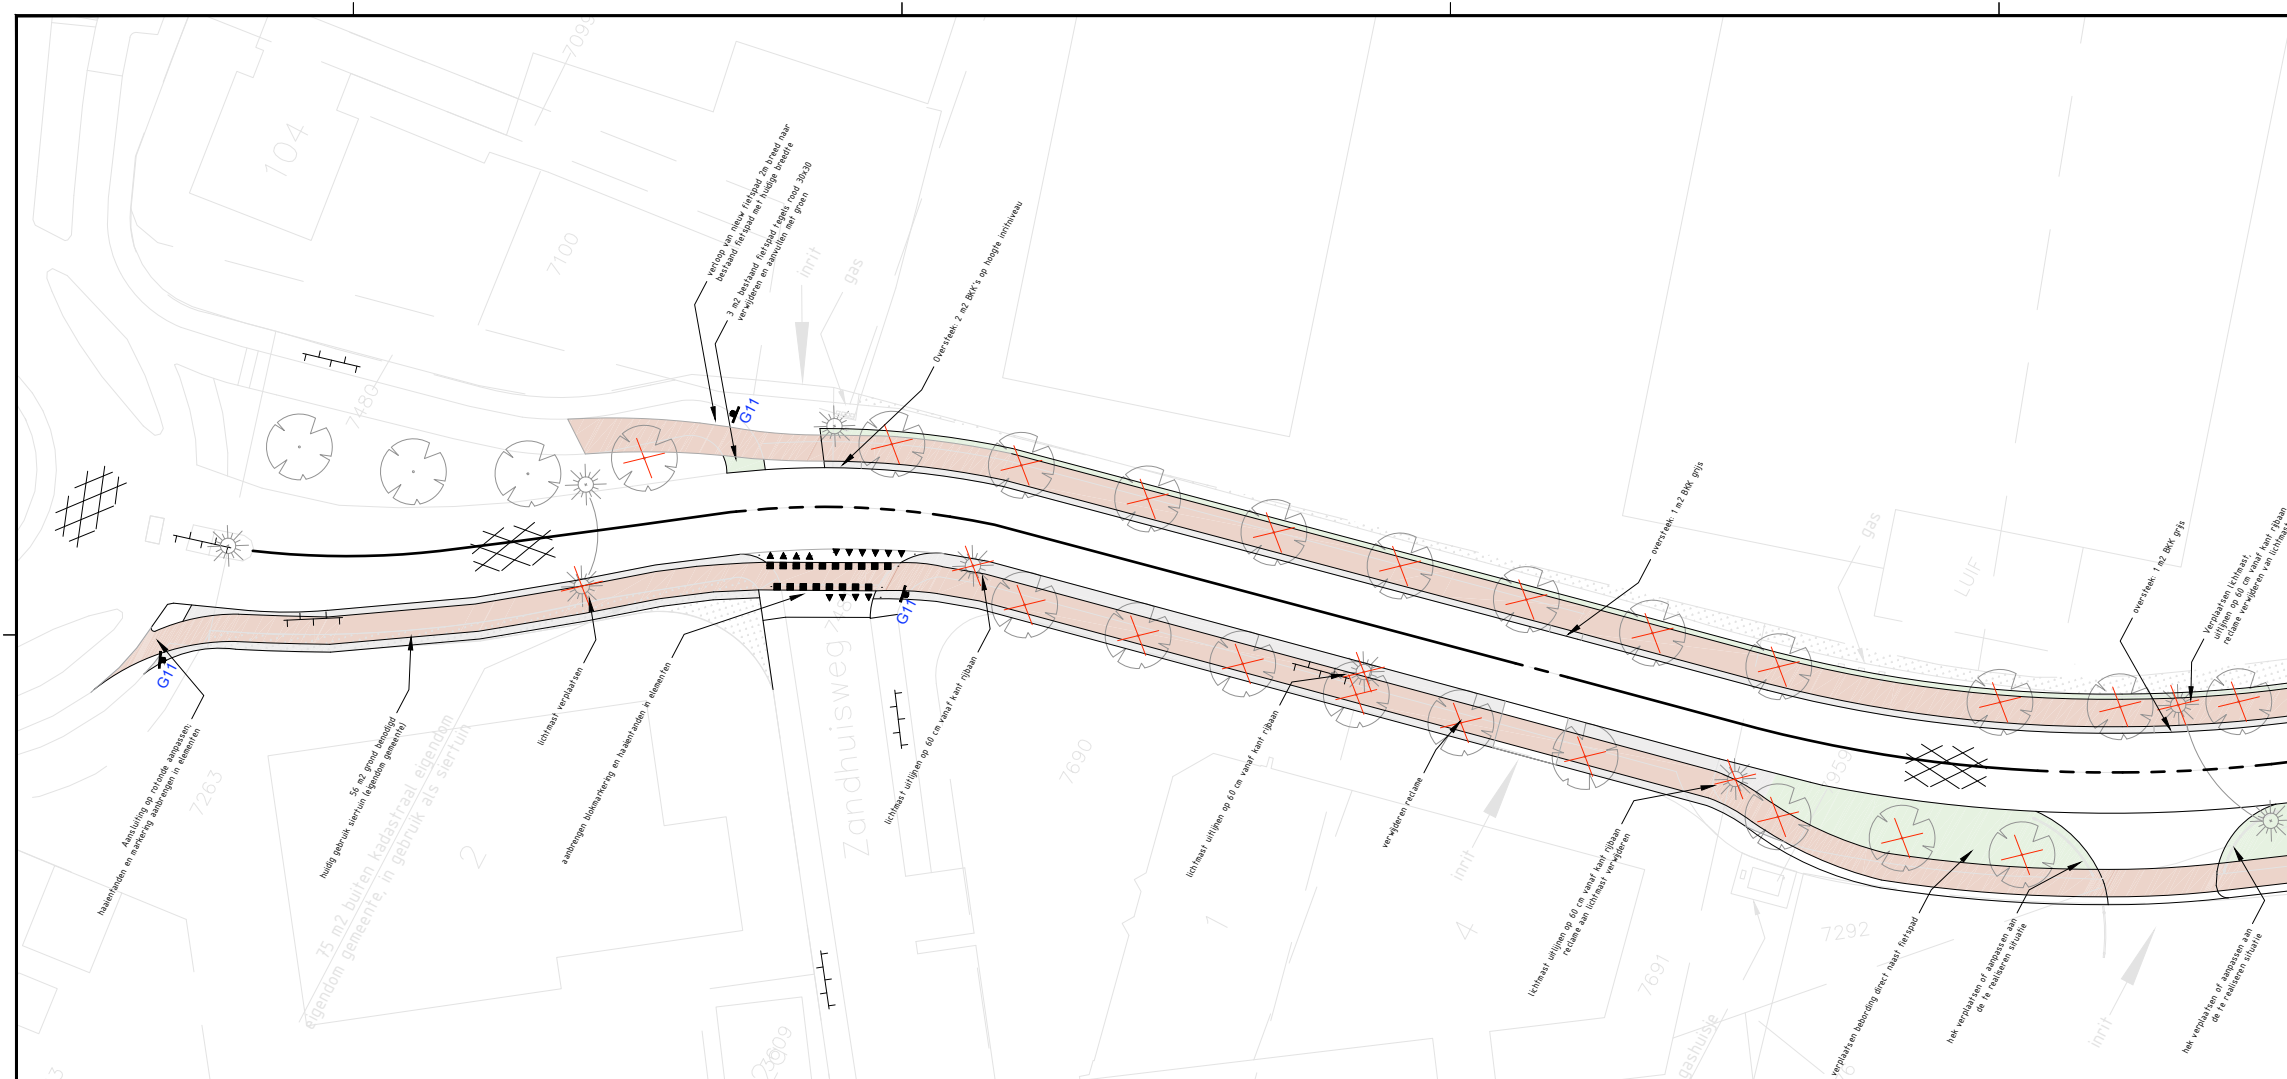 7099
104
7100
verloop van nieuw fietspad 2m breed naar
bestaand fietspad met huidige breedte
3 m2 bestaand fietspad tegels rood 30x30
verwijderen en aanvullen met groen
inrit
gas
Oversteek: 2 m2 BKK's op hoogte inritniveau
7480
G11
oversteek: 1 m2 BKK grijs
gas
LUIF
oversteek: 1 m2 BKK grijs
Verplaatsen lichtmast,
uitlijnen op 60 cm vanaf kant rijbaan
reclame verwijderen van lichtmast
G11
G11
Aansluiting op rotonde aanpassen;
haaientanden en markering aanbrengen in elementen
7263
56 m2 grond benodigd
huidig gebruik siertuin (eigendom gemeente)
75 m2 buiten kadastraal eigendom
eigendom gemeente, in gebruik als siertuin
2
lichtmast verplaatsen
aanbrengen blokmarkering en haaientanden in elementen
Zandhuisweg
lichtmast uitlijnen op 60 cm vanaf kant rijbaan
7690
lichtmast uitlijnen op 60 cm vanaf kant rijbaan
1
verwijderen reclame
inrit
4
lichtmast uitlijnen op 60 cm vanaf kant rijbaan
reclame aan lichtmast verwijderen
7691
gashuisje
7292
verplaatsen bebording direct naast fietspad
hek verplaatsen of aanpassen aan
de te realiseren situatie
inrit
hek verplaatsen of aanpassen aan
de te realiseren situatie
3